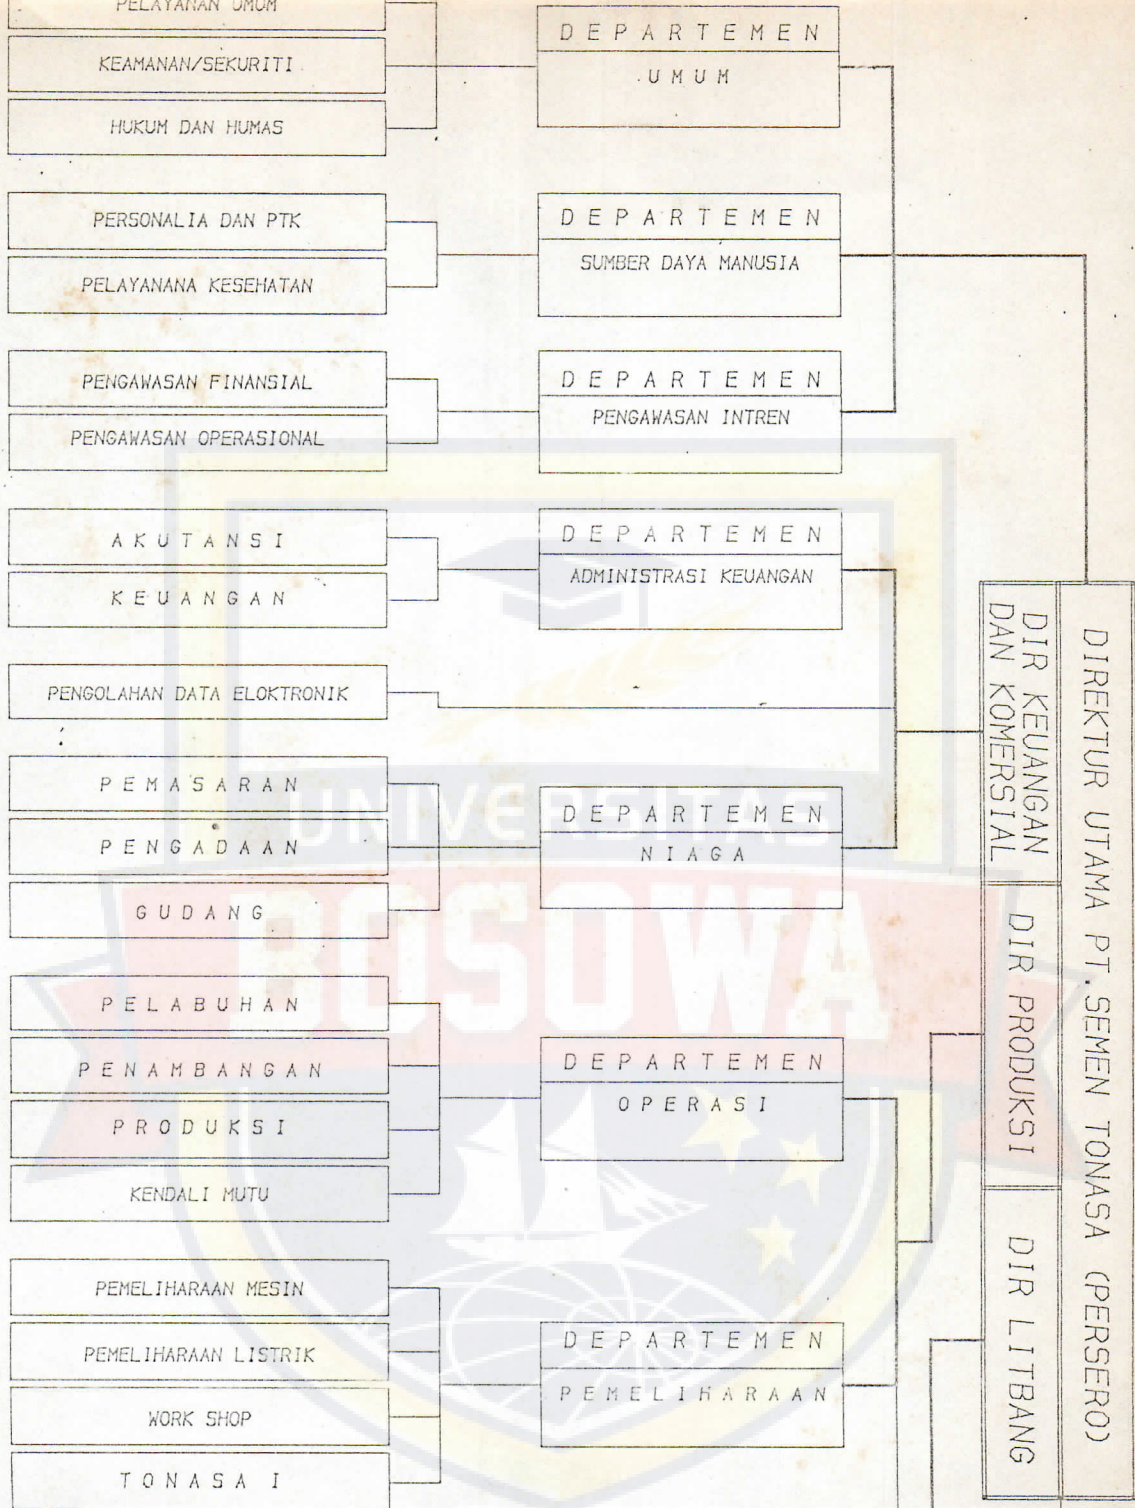 PELAYANAN UMUM
KEAMANAN/SEKURITI
HUKUM DAN HUMAS
DEPARTEMEN
UMUM
PERSONALIA DAN PTK
PELAYANANA KESEHATAN
DEPARTEMEN
SUMBER DAYA MANUSIA
PENGAWASAN FINANSIAL
PENGAWASAN OPERASIONAL
DEPARTEMEN
PENGAWASAN INTREN
AKUTANSI
KEUANGAN
DEPARTEMEN
ADMINISTRASI KEUANGAN
PENGOLAHAN DATA ELOKTRONIK
PEMASARAN
PENGADAAN
GUDANG
DEPARTEMEN
NIAGA
PELABUHAN
PENAMBANGAN
PRODUKSI
KENDALI MUTU
DEPARTEMEN
OPERASI
PEMELIHARAAN MESIN
PEMELIHARAAN LISTRIK
WORK SHOP
TONASA I
DEPARTEMEN
PEMELIHARAAN
DIR KEUANGAN
DAN KOMERSIAL
DIR PRODUKSI
DIR LITBANG
DIREKTUR UTAMA PT.SEMEN TONASA (PERSERO)
UNIVERSITAS
BOSOWA